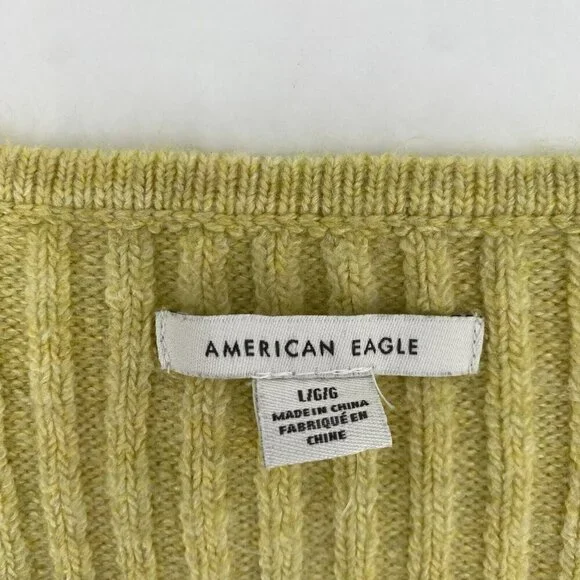 AMERICAN EAGLE
L/G/G
MADE IN CHINA
FABRIQUÉ EN
CHINE